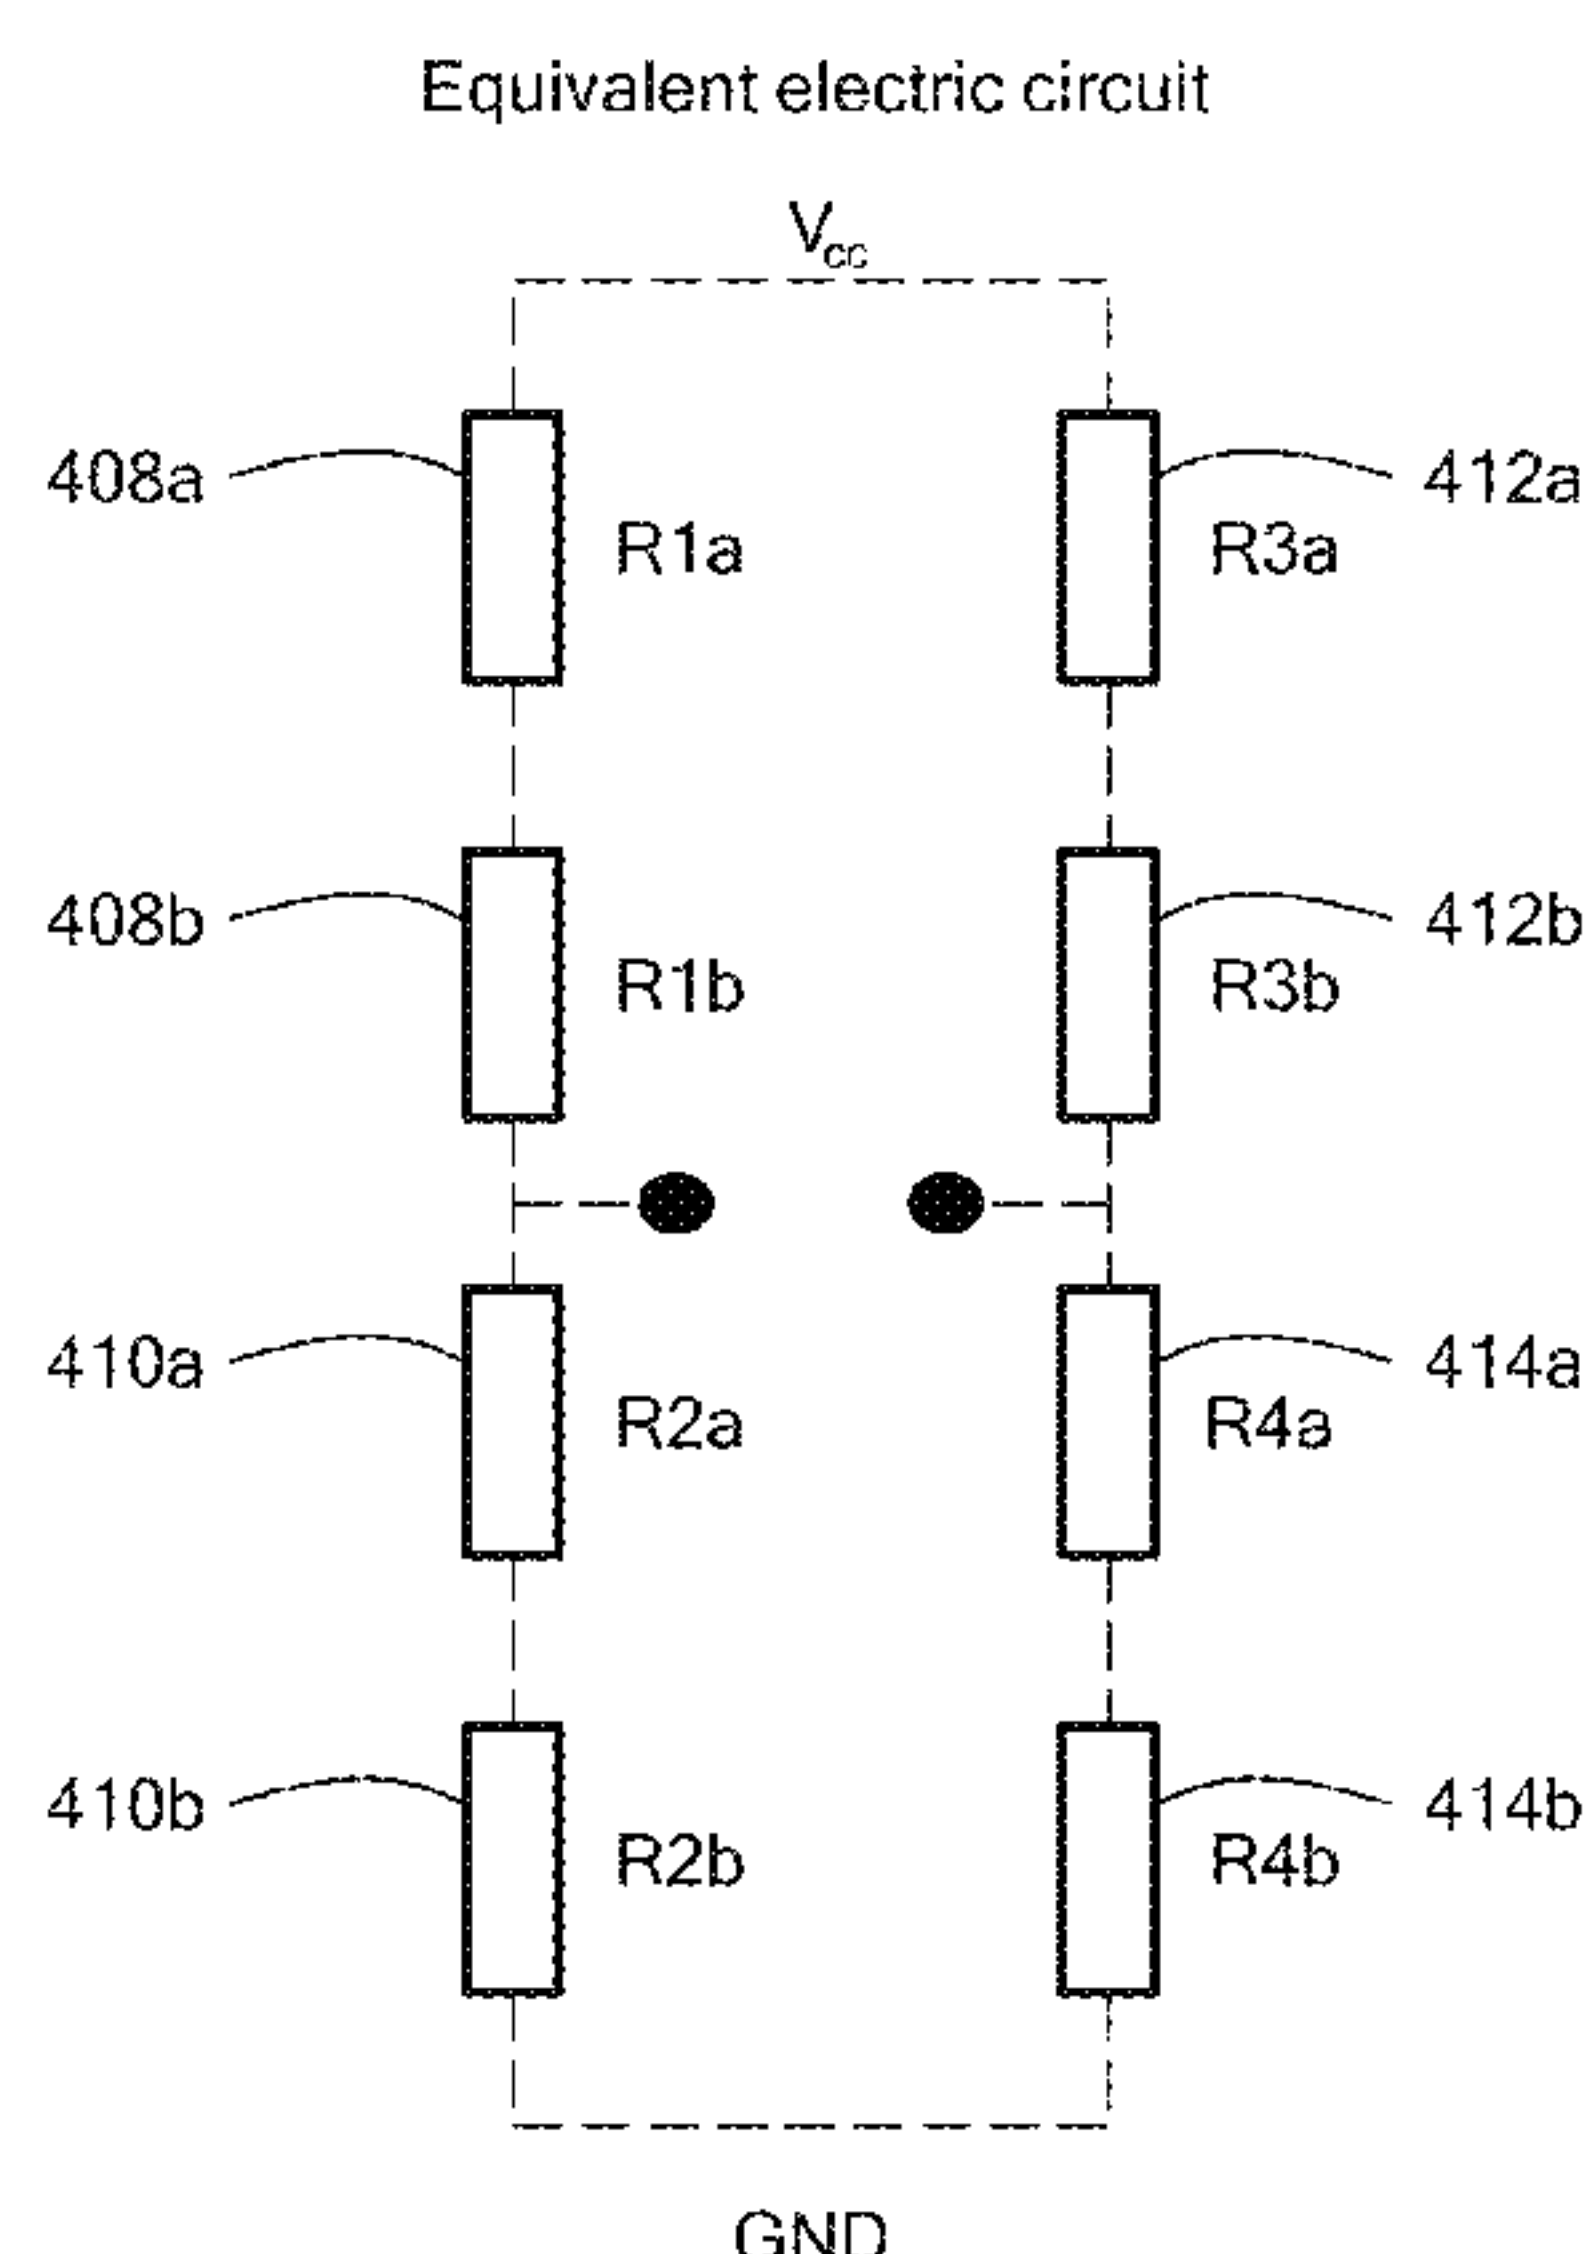 Equivalent electric circuit
Vcc
408a
R1a
R3a
412a
408b
R1b
R3b
412b
410a
R2a
R4a
414a
410b
R2b
R4b
414b
GND